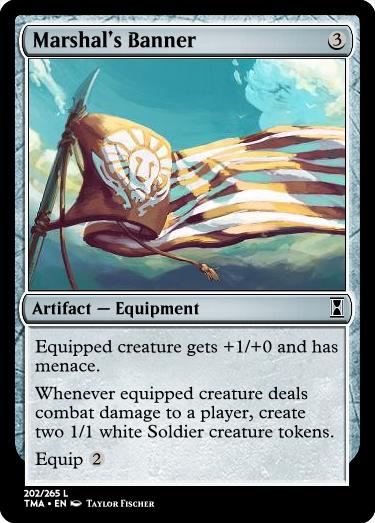 Marshal's Banner 3
Artifact — Equipment
Equipped creature gets +1/+0 and has
menace.
Whenever equipped creature deals
combat damage to a player, create
two 1/1 white Soldier creature tokens.
Equip 2
202/265 L
TMA • EN Taylor Fischer